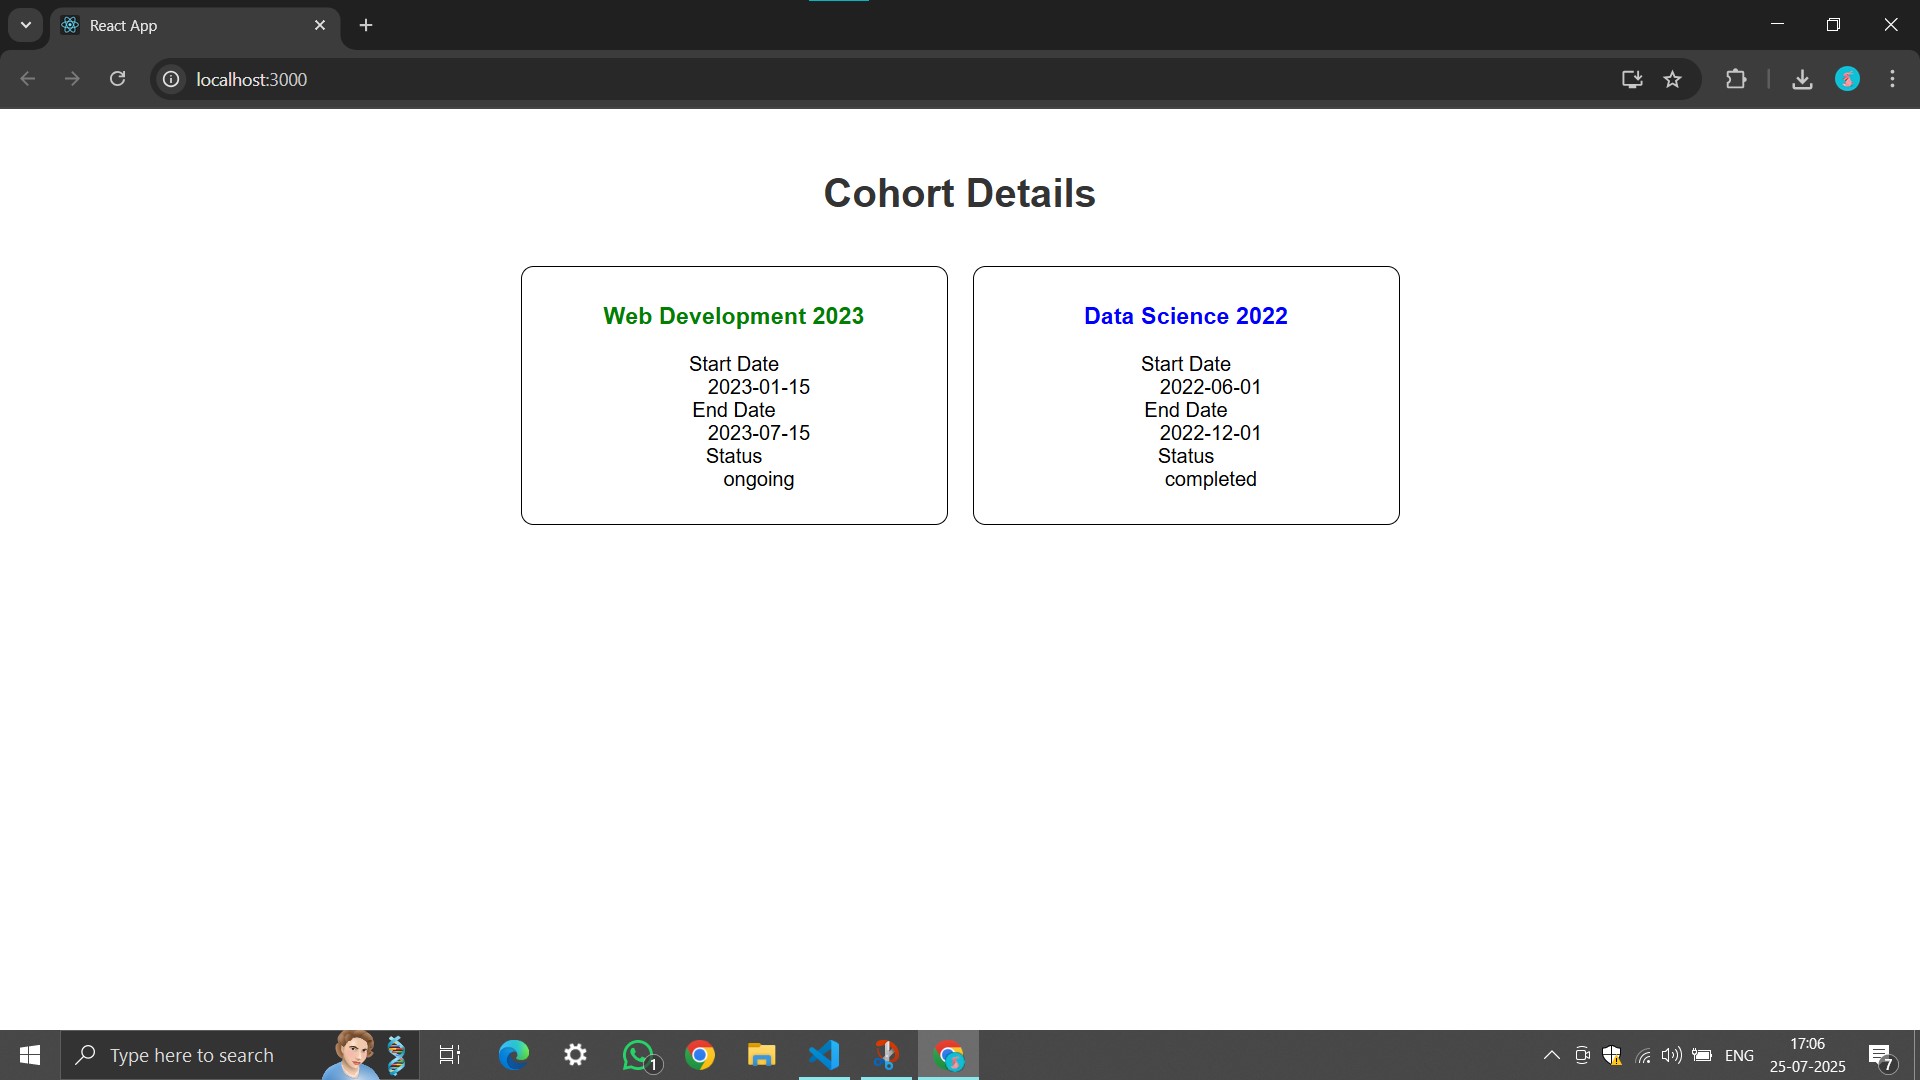 React App
localhost:3000
Cohort Details
Web Development 2023
Start Date
2023-01-15
End Date
2023-07-15
Status
ongoing
Data Science 2022
Start Date
2022-06-01
End Date
2022-12-01
Status
completed
Type here to search
1
ENG
17:06
25-07-2025
7